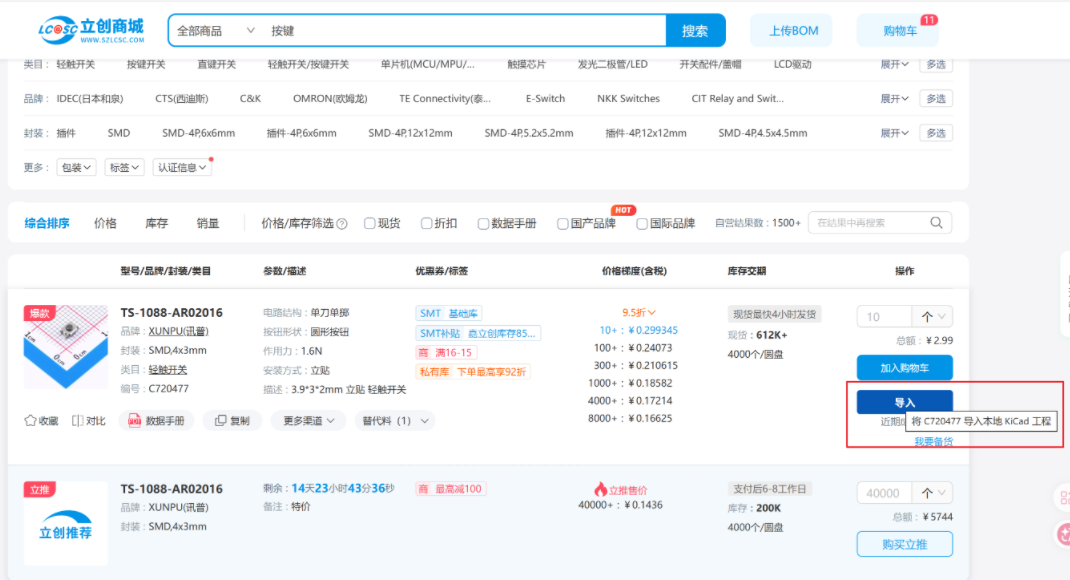 LCSC 立创商城
WWW.SZLCSC.COM
全部商品 按键 搜索 上传BOM 购物车 11
类目： 轻触开关 按键开关 直键开关 轻触开关/按键开关 单片机(MCU/MPU/... 触摸芯片 发光二极管/LED 开关配件/盖帽 LCD驱动 展开 多选
品牌： IDEC(日本和泉) CTS(西迪斯) C&K OMRON(欧姆龙) TE Connectivity(泰... E-Switch NKK Switches CIT Relay and Swit... 展开 多选
封装： 插件 SMD SMD-4P,6x6mm 插件-4P,6x6mm SMD-4P,12x12mm SMD-4P,5.2x5.2mm 插件-4P,12x12mm SMD-4P,4.5x4.5mm 展开 多选
更多： 包装 标签 认证信息
综合排序 价格 库存 销量 价格/库存筛选 现货 折扣 数据手册 国产品牌 HOT 国际品牌 自营结果数：1500+ 在结果中再搜索
型号/品牌/封装/类目 参数/描述 优惠券/标签 价格梯度(含税) 库存交期 操作
爆款
TS-1088-AR02016
品牌：XUNPU(讯普)
封装：SMD,4x3mm
类目：轻触开关
编号：C720477
电路结构：单刀单掷
按钮形状：圆形按钮
作用力：1.6N
安装方式：立贴
描述：3.9*3*2mm 立贴 轻触开关
SMT 基础库
SMT补贴 嘉立创库存85...
商 满16-15
私有库 下单最高享92折
9.5折
10+：￥0.299345
100+：￥0.24073
300+：￥0.210615
1000+：￥0.18582
4000+：￥0.17214
8000+：￥0.16625
现货最快4小时发货
现货：612K+
4000个/圆盘
10 个
总额：￥2.99
加入购物车
导入
将 C720477 导入本地 KiCad 工程
近期
我要备货
收藏 对比 数据手册 复制 更多渠道 替代料（1）
立推
立创推荐
TS-1088-AR02016
品牌：XUNPU(讯普)
封装：SMD,4x3mm
剩余：14天23小时43分36秒
备注：特价
商 最高减100
立推售价
40000+：￥0.1436
支付后6-8工作日
库存：200K
4000个/圆盘
40000 个
总额：￥5744
购买立推